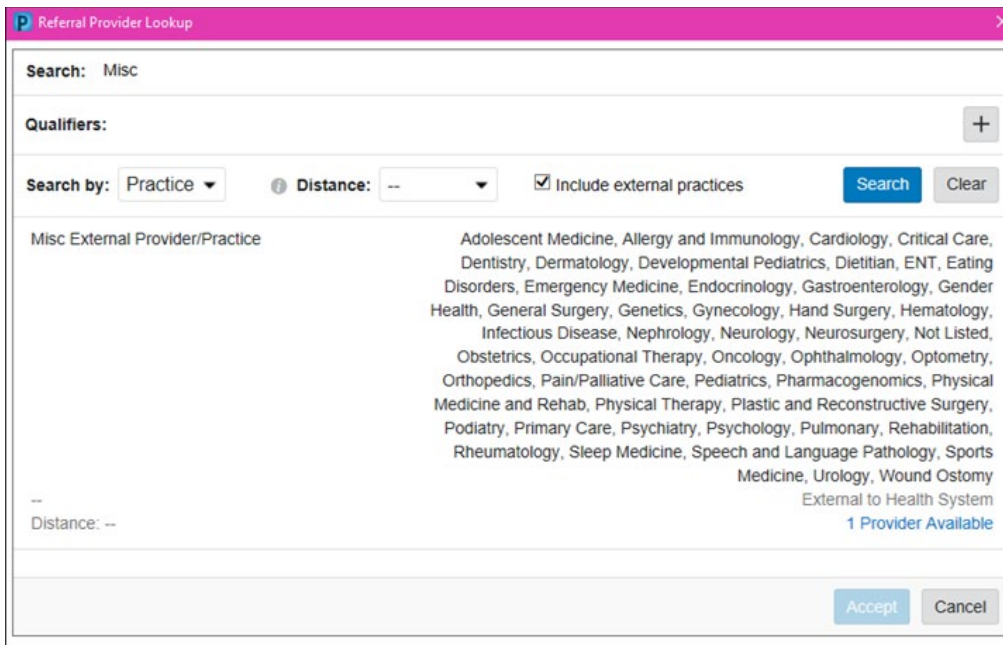 P Referral Provider Lookup
Search: Misc
Qualifiers: +
Search by: Practice Distance: -- Include external practices Search Clear
Misc External Provider/Practice
Adolescent Medicine, Allergy and Immunology, Cardiology, Critical Care,
Dentistry, Dermatology, Developmental Pediatrics, Dietitian, ENT, Eating
Disorders, Emergency Medicine, Endocrinology, Gastroenterology, Gender
Health, General Surgery, Genetics, Gynecology, Hand Surgery, Hematology,
Infectious Disease, Nephrology, Neurology, Neurosurgery, Not Listed,
Obstetrics, Occupational Therapy, Oncology, Ophthalmology, Optometry,
Orthopedics, Pain/Palliative Care, Pediatrics, Pharmacogenomics, Physical
Medicine and Rehab, Physical Therapy, Plastic and Reconstructive Surgery,
Podiatry, Primary Care, Psychiatry, Psychology, Pulmonary, Rehabilitation,
Rheumatology, Sleep Medicine, Speech and Language Pathology, Sports
Medicine, Urology, Wound Ostomy
-- External to Health System
Distance: -- 1 Provider Available
Accept Cancel